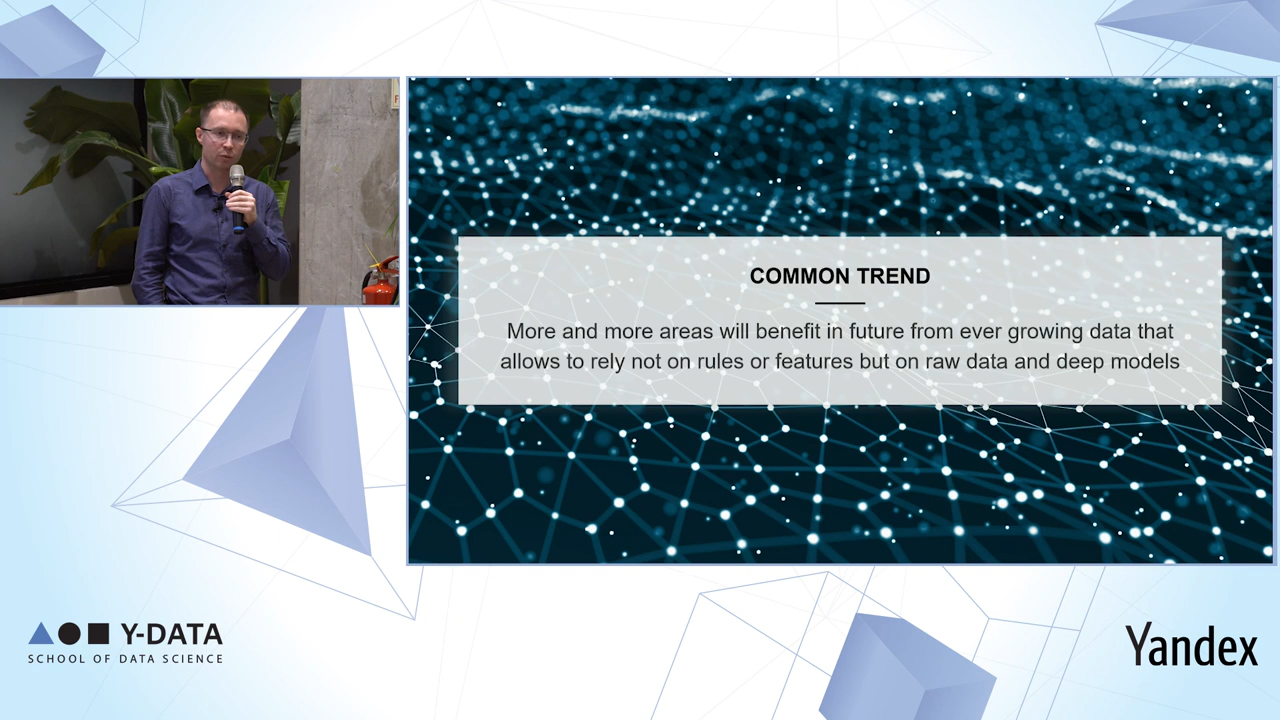 COMMON TREND
More and more areas will benefit in future from ever growing data that
allows to rely not on rules or features but on raw data and deep models
Y-DATA
SCHOOL OF DATA SCIENCE
Yandex